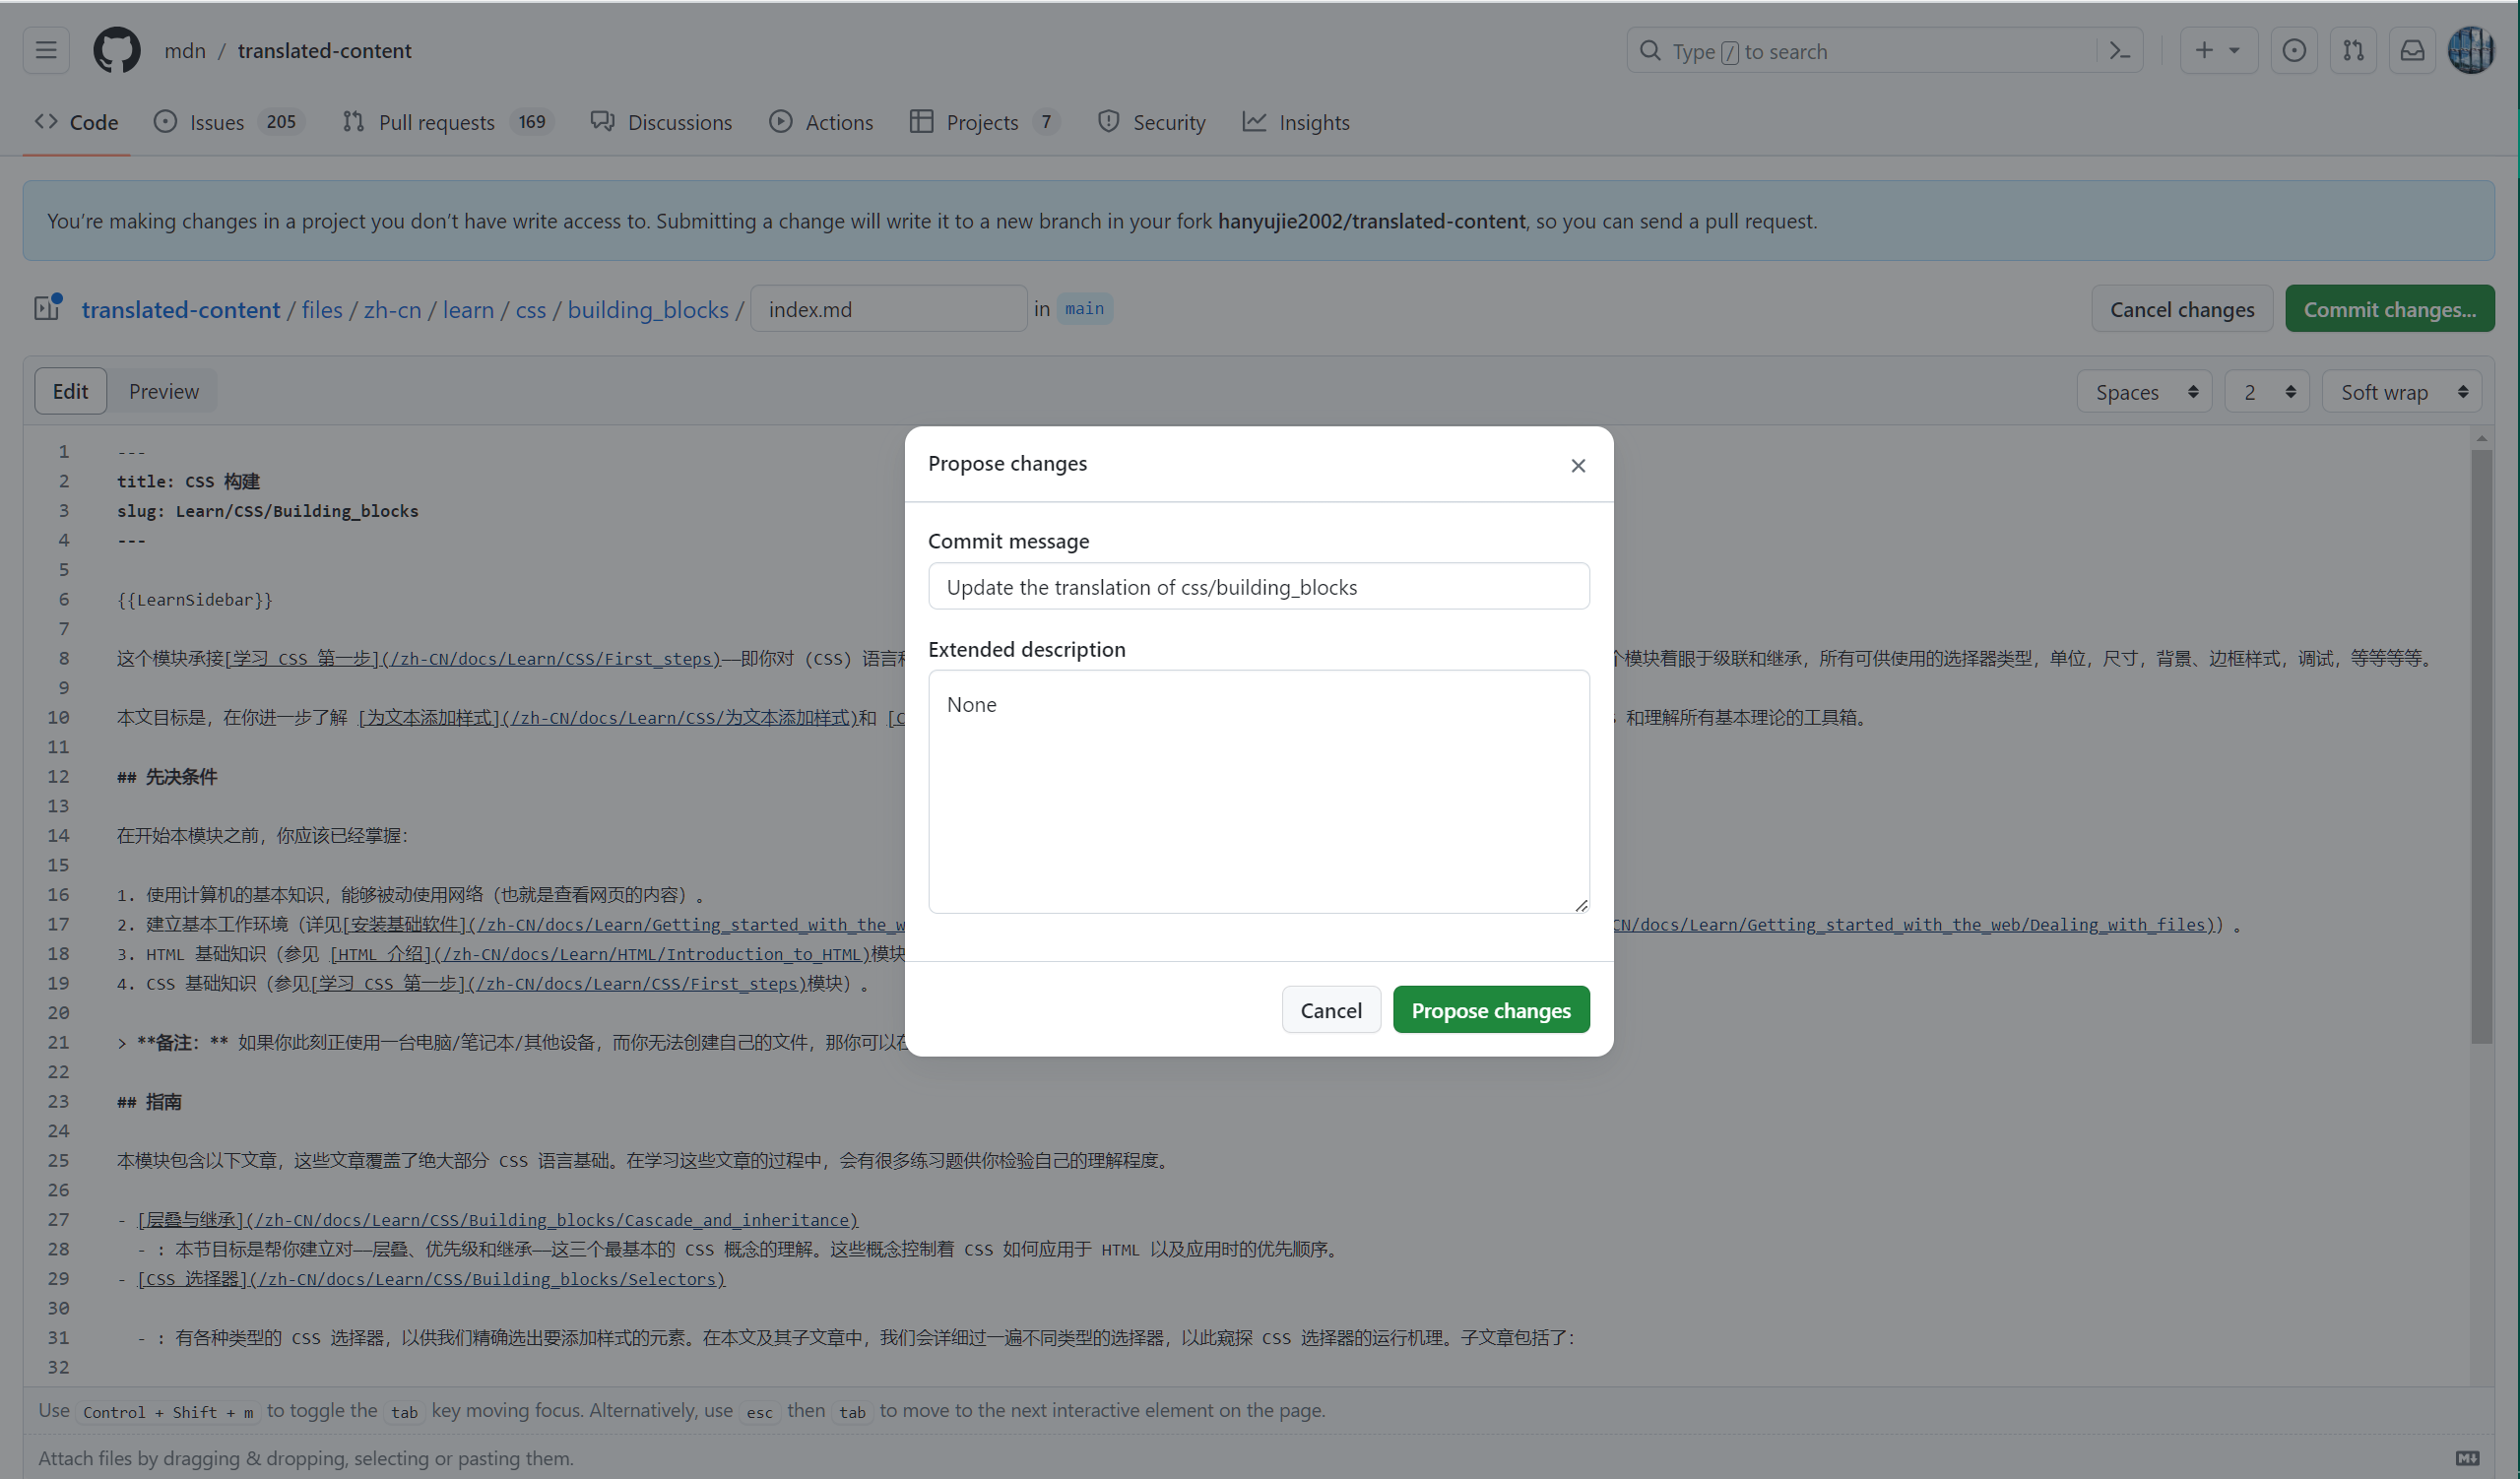 mdn / translated-content
Type / to search
Code
Issues 205
Pull requests 169
Discussions
Actions
Projects 7
Security
Insights
You’re making changes in a project you don’t have write access to. Submitting a change will write it to a new branch in your fork hanyujie2002/translated-content, so you can send a pull request.
translated-content / files / zh-cn / learn / css / building_blocks / index.md in main
Cancel changes
Commit changes...
Edit
Preview
Spaces
2
Soft wrap
1 ---
2 title: CSS 构建
3 slug: Learn/CSS/Building_blocks
4 ---
5
6 {{LearnSidebar}}
7
8 这个模块承接[学习 CSS 第一步](/zh-CN/docs/Learn/CSS/First_steps)——即你对 (CSS) 语言 模块着眼于级联和继承，所有可供使用的选择器类型，单位，尺寸，背景、边框样式，调试，等等等等。
9
10 本文目标是，在你进一步了解 [为文本添加样式](/zh-CN/docs/Learn/CSS/为文本添加样式)和 [C 和理解所有基本理论的工具箱。
11
12 ## 先决条件
13
14 在开始本模块之前，你应该已经掌握：
15
16 1. 使用计算机的基本知识，能够被动使用网络（也就是查看网页的内容）。
17 2. 建立基本工作环境（详见[安装基础软件](/zh-CN/docs/Learn/Getting_started_with_the_w CN/docs/Learn/Getting_started_with_the_web/Dealing_with_files)）。
18 3. HTML 基础知识（参见 [HTML 介绍](/zh-CN/docs/Learn/HTML/Introduction_to_HTML)模块
19 4. CSS 基础知识（参见[学习 CSS 第一步](/zh-CN/docs/Learn/CSS/First_steps)模块）。
20
21 > **备注：** 如果你此刻正使用一台电脑/笔记本/其他设备，而你无法创建自己的文件，那你可以在
22
23 ## 指南
24
25 本模块包含以下文章，这些文章覆盖了绝大部分 CSS 语言基础。在学习这些文章的过程中，会有很多练习题供你检验自己的理解程度。
26
27 - [层叠与继承](/zh-CN/docs/Learn/CSS/Building_blocks/Cascade_and_inheritance)
28 - : 本节目标是帮你建立对——层叠、优先级和继承——这三个最基本的 CSS 概念的理解。这些概念控制着 CSS 如何应用于 HTML 以及应用时的优先顺序。
29 - [CSS 选择器](/zh-CN/docs/Learn/CSS/Building_blocks/Selectors)
30
31 - : 有各种类型的 CSS 选择器，以供我们精确选出要添加样式的元素。在本文及其子文章中，我们会详细过一遍不同类型的选择器，以此窥探 CSS 选择器的运行机理。子文章包括了：
32
Propose changes
Commit message
Update the translation of css/building_blocks
Extended description
None
Cancel
Propose changes
Use Control + Shift + m to toggle the tab key moving focus. Alternatively, use esc then tab to move to the next interactive element on the page.
Attach files by dragging & dropping, selecting or pasting them.